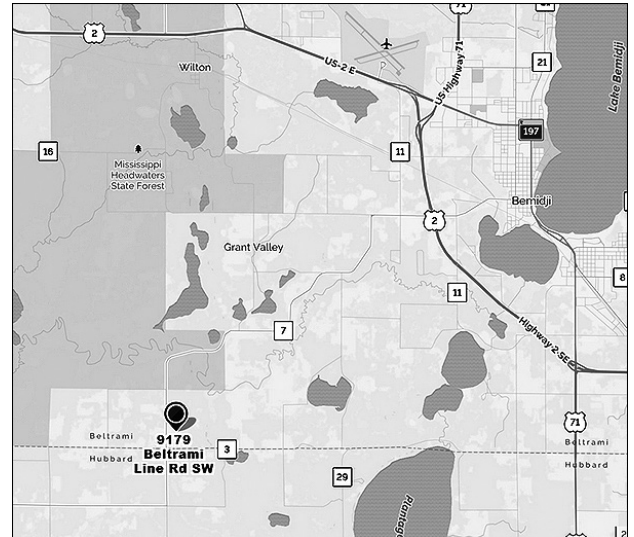 71
2
Wilton
US-2 E
US Highway 71
21
Lake Bemidji
197
16
11
Mississippi
Headwaters
State Forest
Bemidji
2
Grant Valley
8
11
7
Highway 2 SE
9179
Beltrami
Line Rd SW
71
Beltrami
Hubbard
3
Beltrami
Hubbard
29
Plantage
2